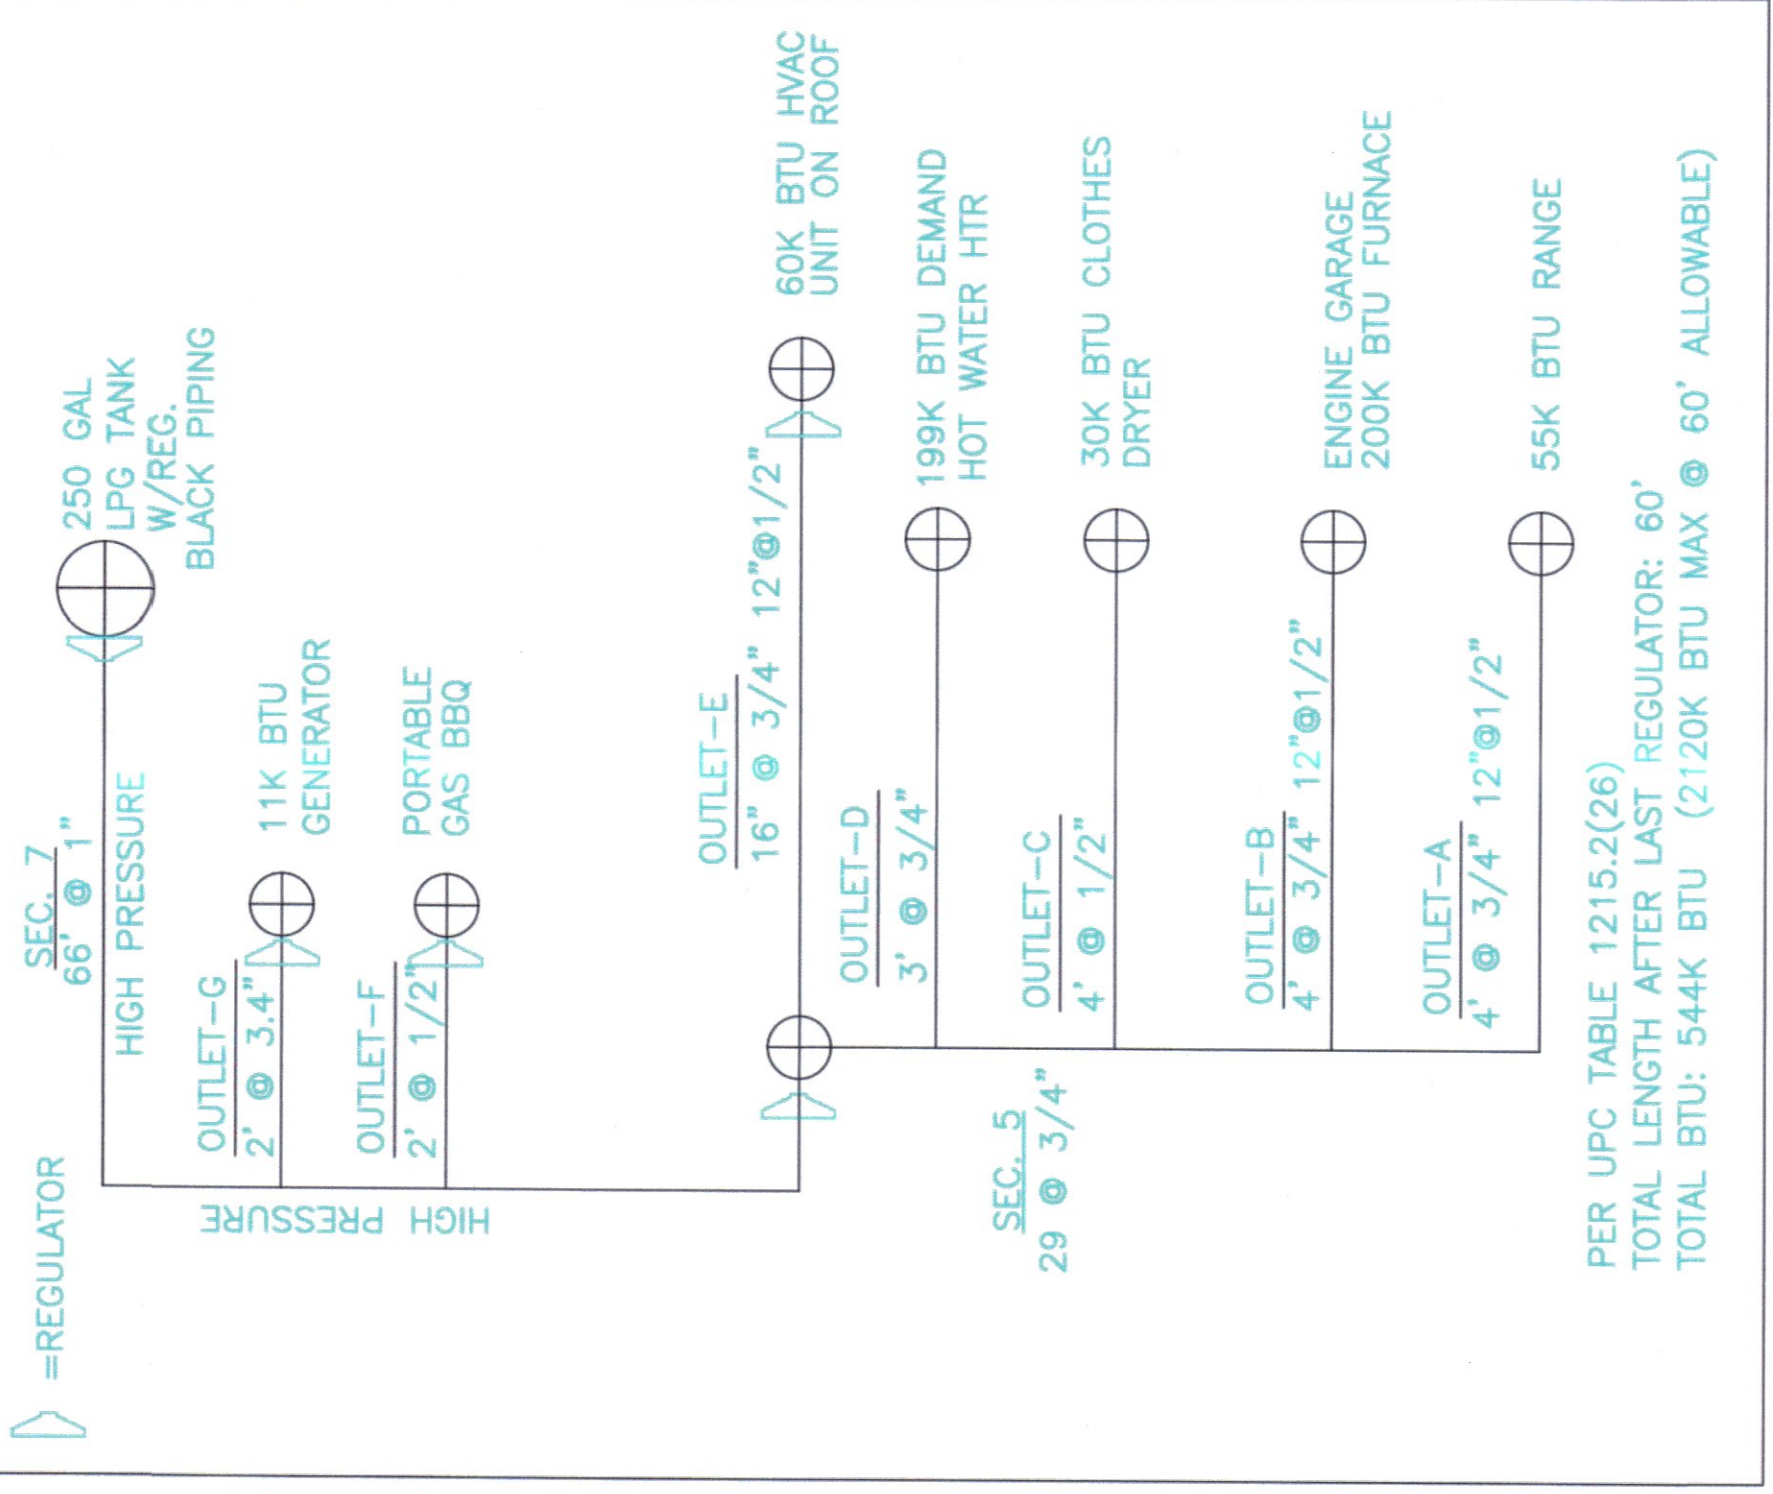 =REGULATOR
SEC. 7
66' @ 1"
HIGH PRESSURE
250 GAL
LPG TANK
W/REG.
BLACK PIPING
HIGH PRESSURE
OUTLET-G
2' @ 3.4"
11K BTU
GENERATOR
OUTLET-F
2' @ 1/2"
PORTABLE
GAS BBQ
OUTLET-E
16" @ 3/4" 12"@1/2"
60K BTU HVAC
UNIT ON ROOF
OUTLET-D
3' @ 3/4"
199K BTU DEMAND
HOT WATER HTR
SEC. 5
29 @ 3/4"
OUTLET-C
4' @ 1/2"
30K BTU CLOTHES
DRYER
OUTLET-B
4' @ 3/4" 12"@1/2"
ENGINE GARAGE
200K BTU FURNACE
OUTLET-A
4' @ 3/4" 12"@1/2"
55K BTU RANGE
PER UPC TABLE 1215.2(26)
TOTAL LENGTH AFTER LAST REGULATOR: 60'
TOTAL BTU: 544K BTU (2120K BTU MAX @ 60' ALLOWABLE)